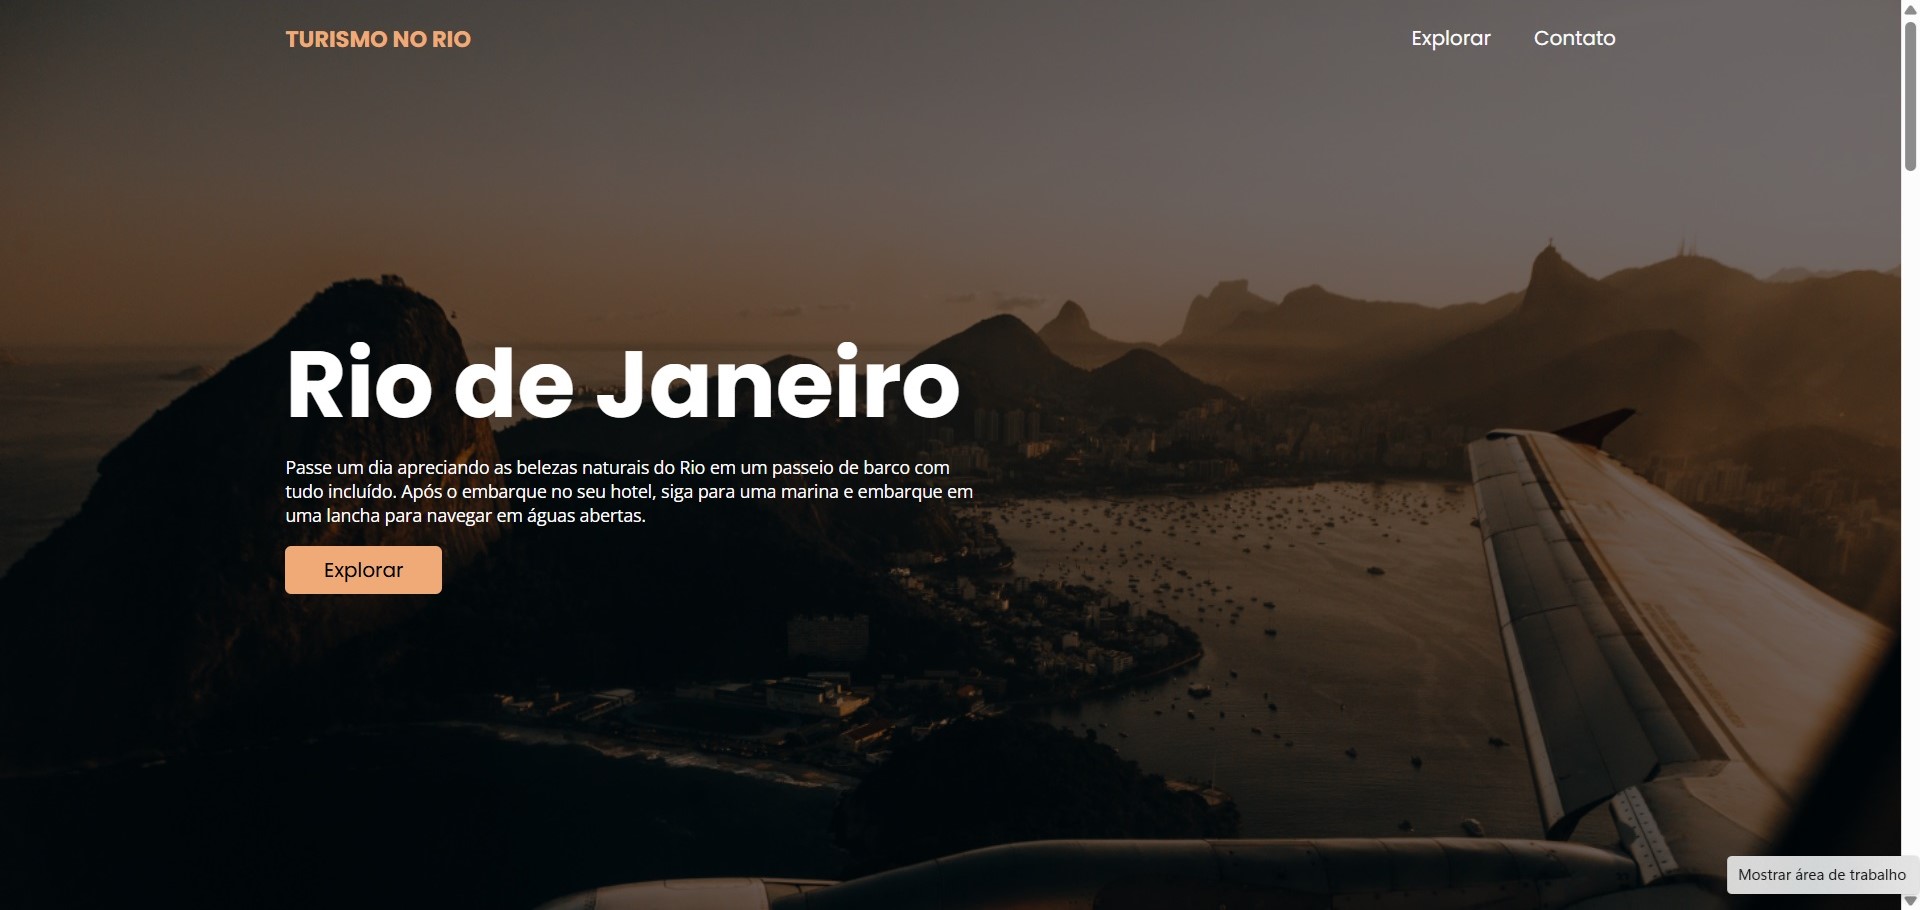 TURISMO NO RIO
Explorar
Contato
Rio de Janeiro
Passe um dia apreciando as belezas naturais do Rio em um passeio de barco com
tudo incluído. Após o embarque no seu hotel, siga para uma marina e embarque em
uma lancha para navegar em águas abertas.
Explorar
Mostrar área de trabalho